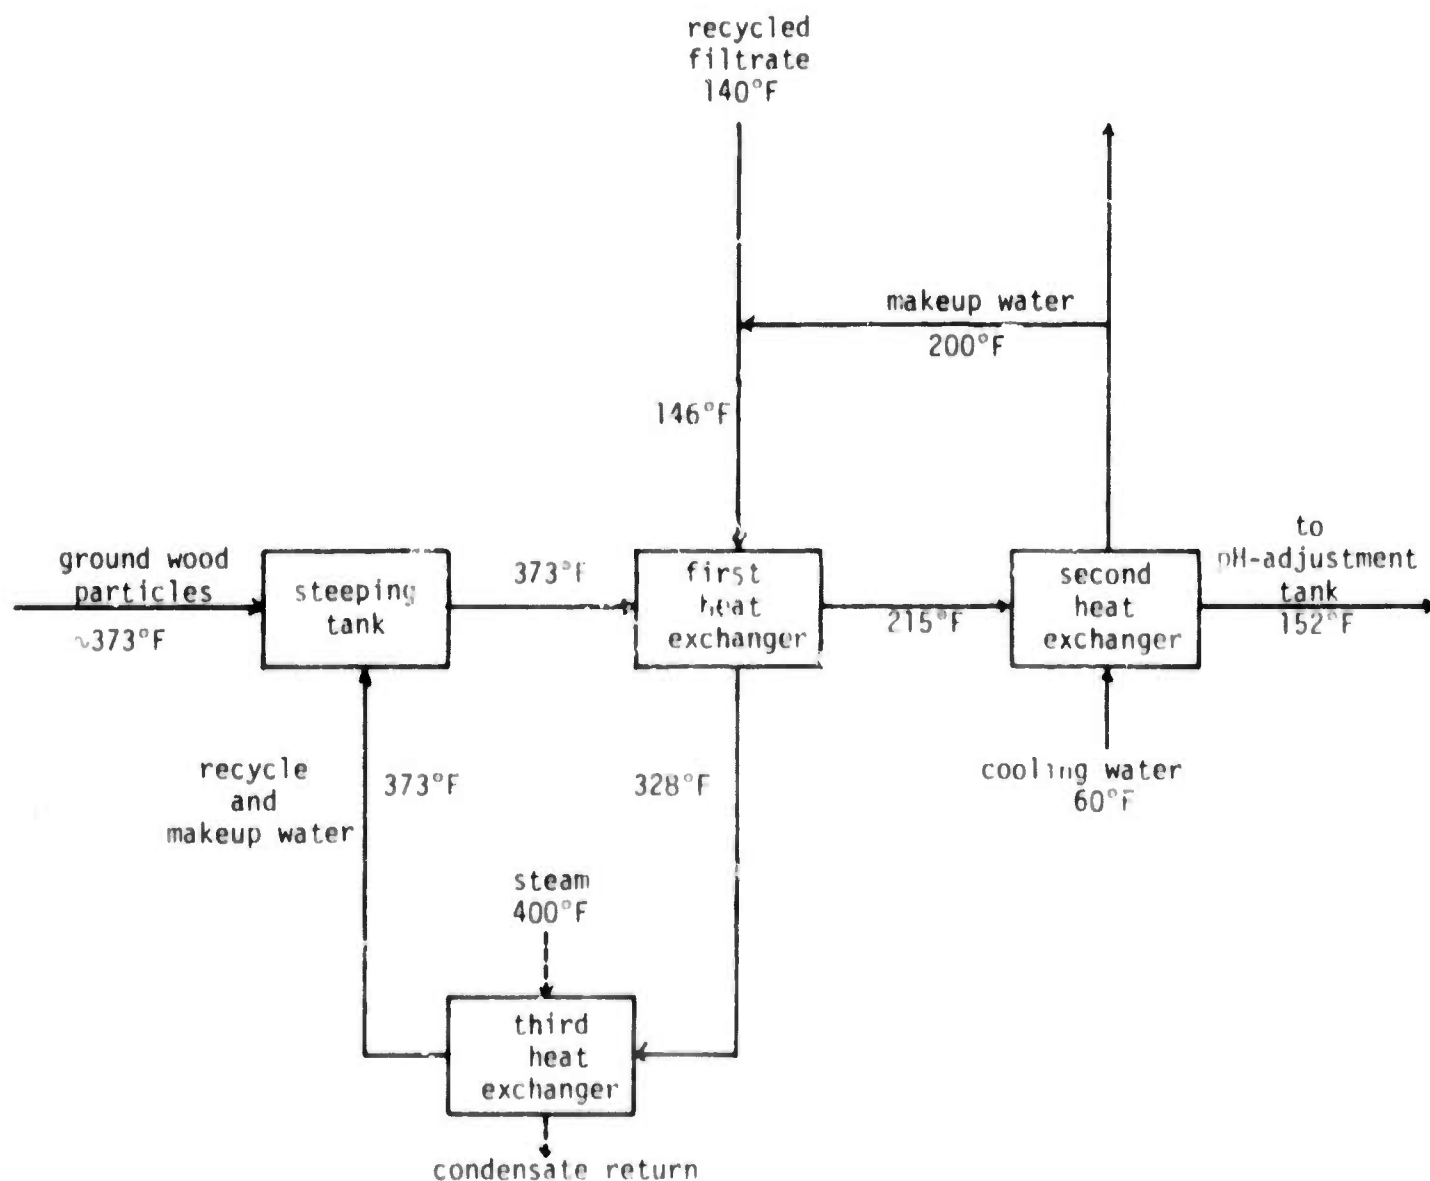 recycled
filtrate
140°F
makeup water
200°F
146°F
ground wood
particles
~373°F
steeping
tank
373°F
first
heat
exchanger
215°F
second
heat
exchanger
to
pH-adjustment
tank
152°F
recycle
and
makeup water
373°F
328°F
cooling water
60°F
steam
400°F
third
heat
exchanger
condensate return